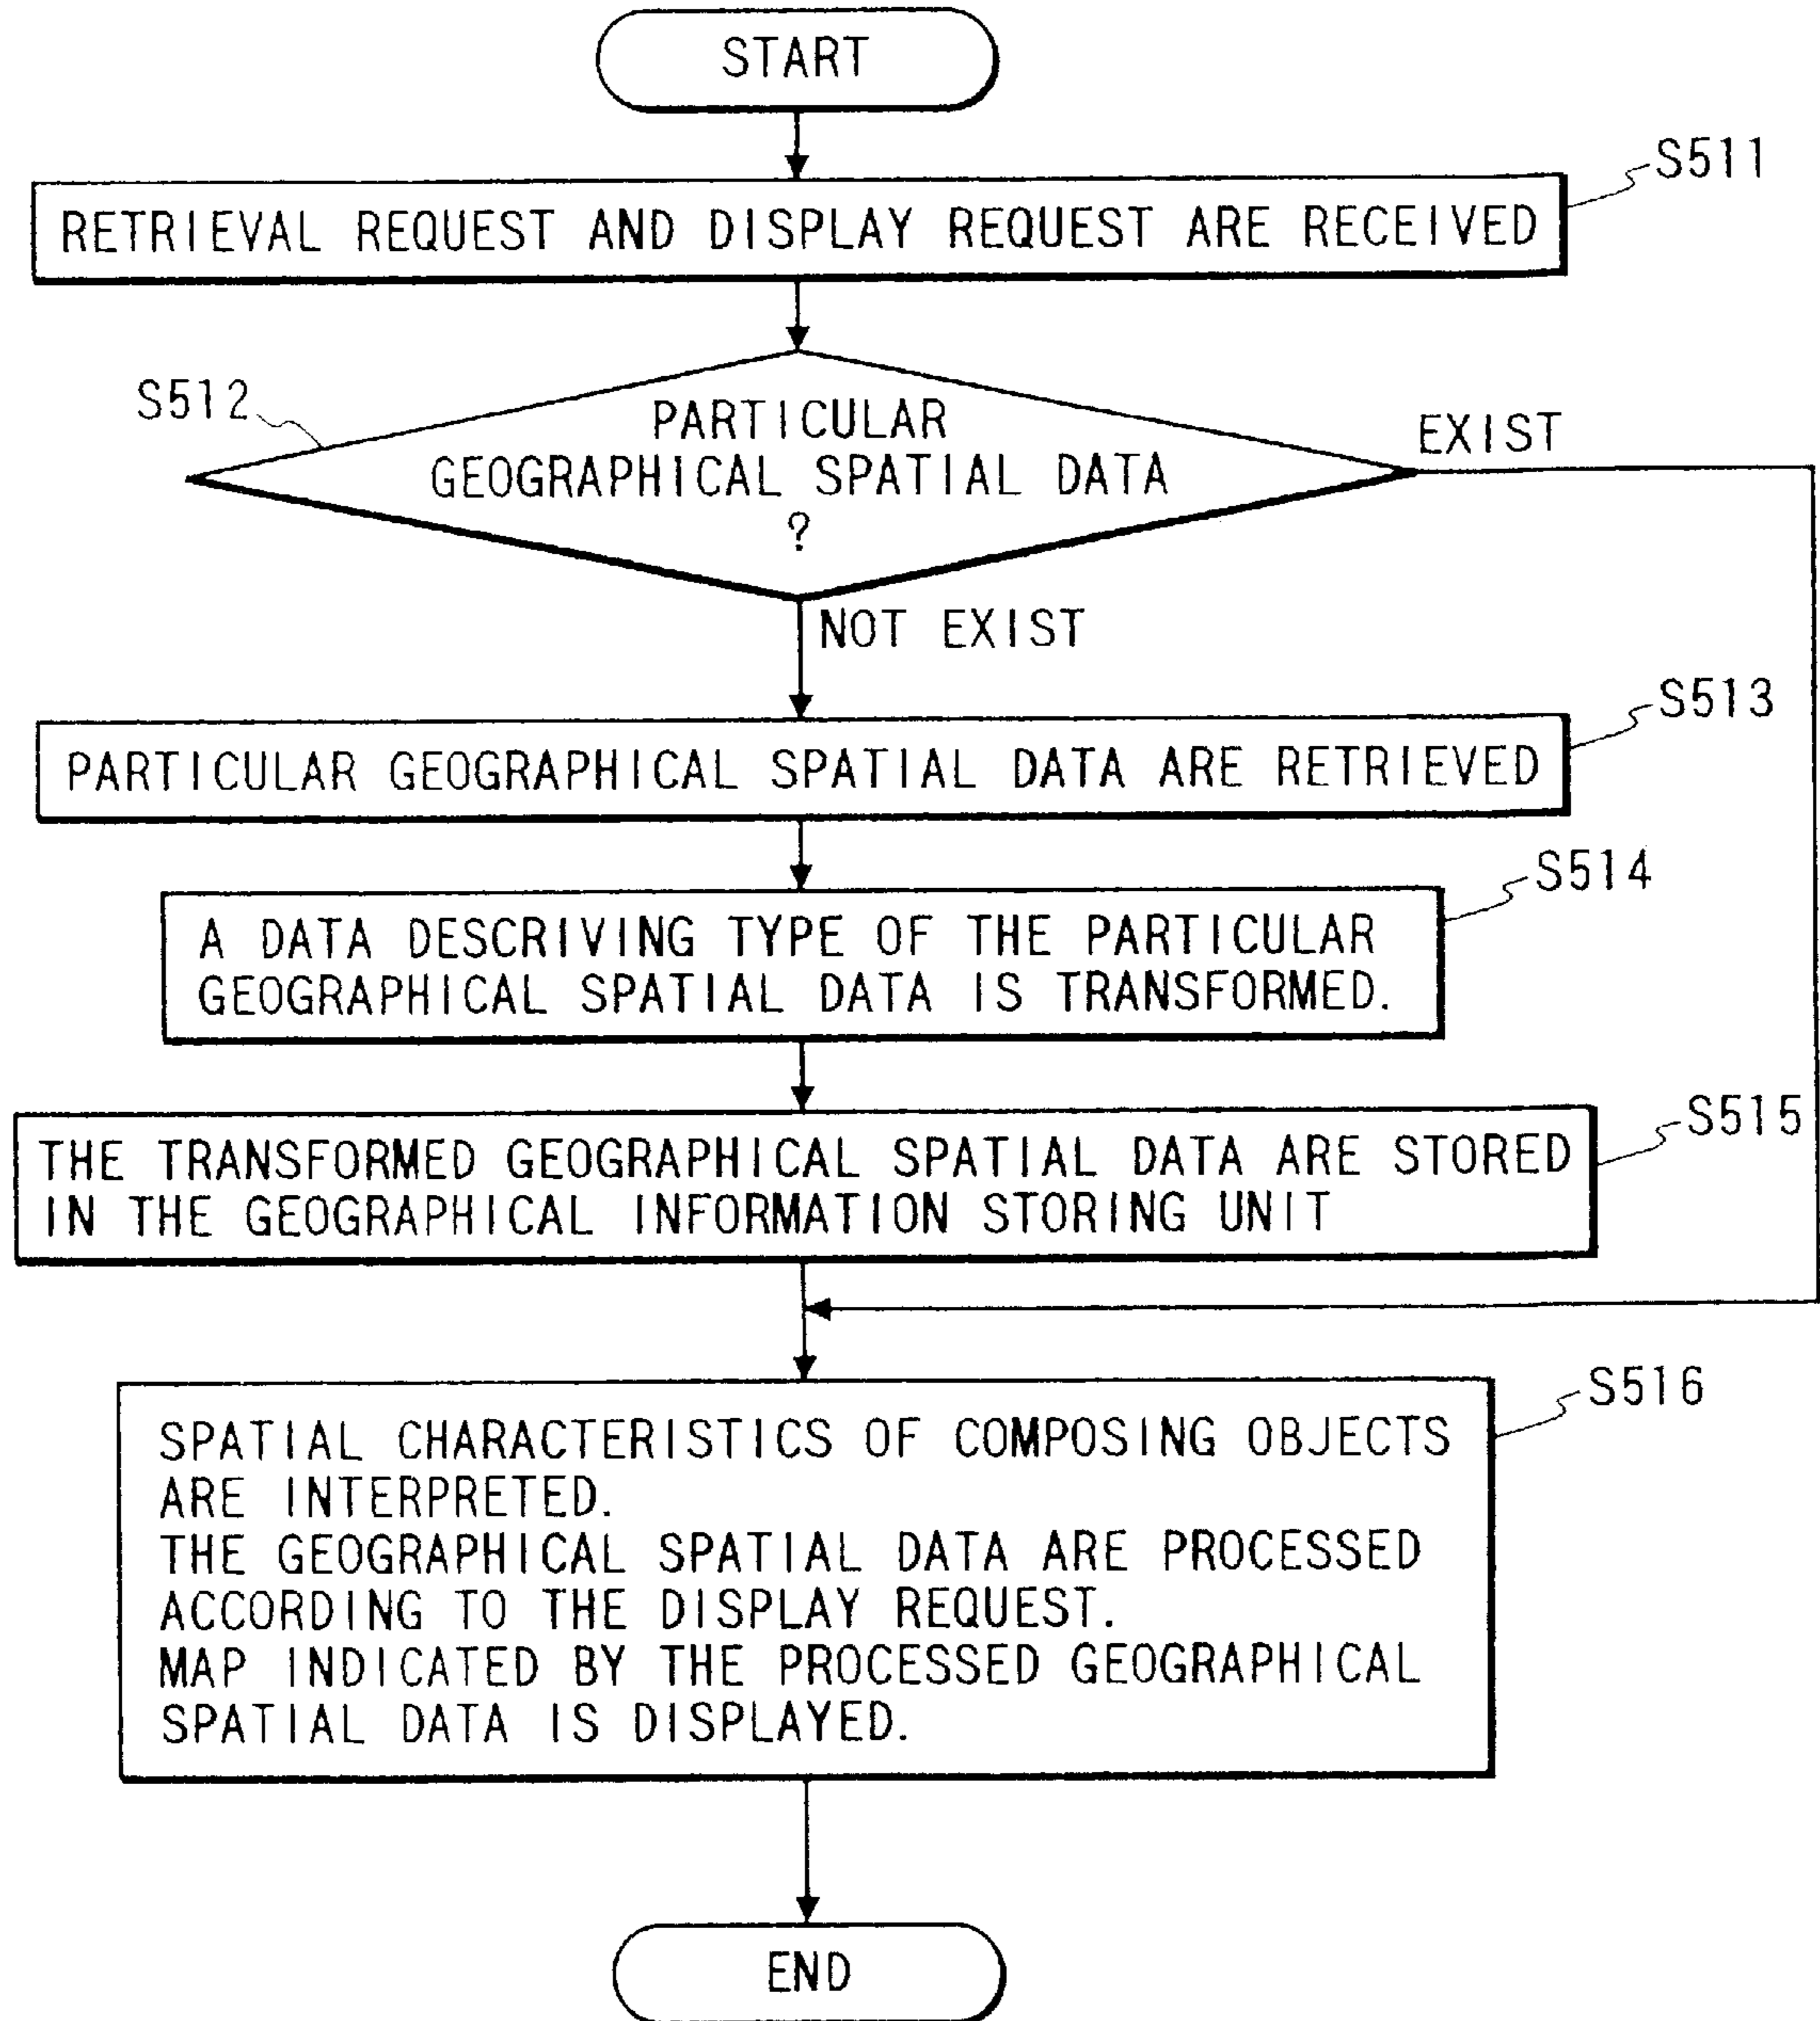 START
S511
RETRIEVAL REQUEST AND DISPLAY REQUEST ARE RECEIVED
S512
PARTICULAR
GEOGRAPHICAL SPATIAL DATA
?
EXIST
NOT EXIST
S513
PARTICULAR GEOGRAPHICAL SPATIAL DATA ARE RETRIEVED
S514
A DATA DESCRIVING TYPE OF THE PARTICULAR
GEOGRAPHICAL SPATIAL DATA IS TRANSFORMED.
S515
THE TRANSFORMED GEOGRAPHICAL SPATIAL DATA ARE STORED
IN THE GEOGRAPHICAL INFORMATION STORING UNIT
S516
SPATIAL CHARACTERISTICS OF COMPOSING OBJECTS
ARE INTERPRETED.
THE GEOGRAPHICAL SPATIAL DATA ARE PROCESSED
ACCORDING TO THE DISPLAY REQUEST.
MAP INDICATED BY THE PROCESSED GEOGRAPHICAL
SPATIAL DATA IS DISPLAYED.
END